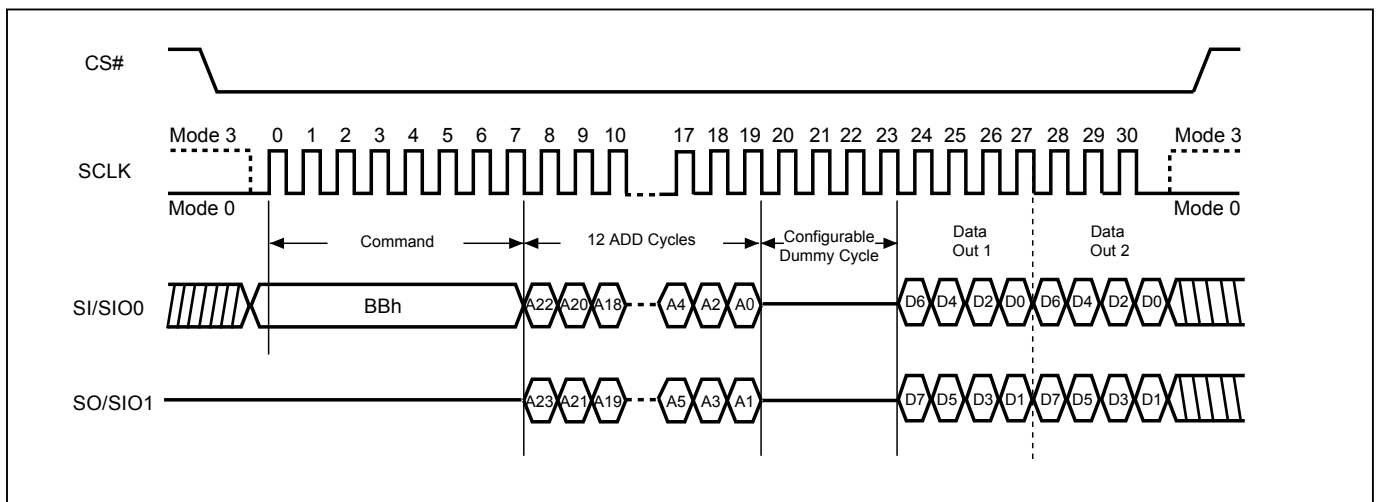 CS#
Mode 3 0 1 2 3 4 5 6 7 8 9 10 17 18 19 20 21 22 23 24 25 26 27 28 29 30 Mode 3
SCLK
Mode 0 Mode 0
Command 12 ADD Cycles Configurable Dummy Cycle Data Out 1 Data Out 2
SI/SIO0 BBh A22 A20 A18 A4 A2 A0 D6 D4 D2 D0 D6 D4 D2 D0
SO/SIO1 A23 A21 A19 A5 A3 A1 D7 D5 D3 D1 D7 D5 D3 D1